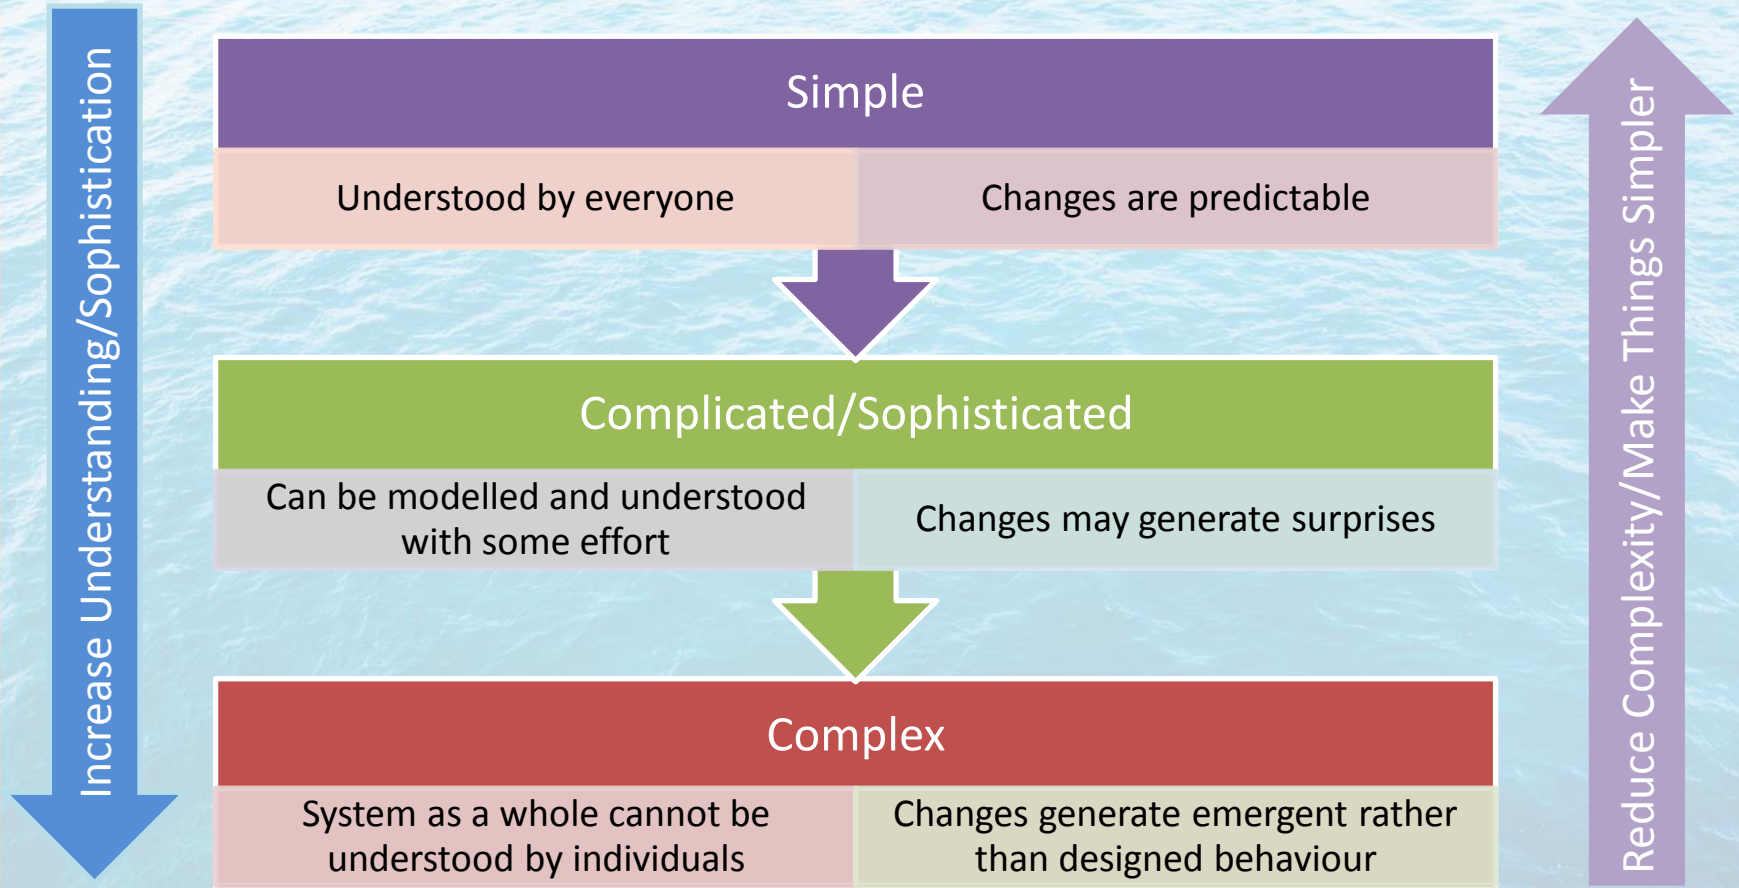 Increase Understanding/Sophistication
Simple
Understood by everyone
Changes are predictable
Complicated/Sophisticated
Can be modelled and understood
with some effort
Changes may generate surprises
Complex
System as a whole cannot be
understood by individuals
Changes generate emergent rather
than designed behaviour
Reduce Complexity/Make Things Simpler